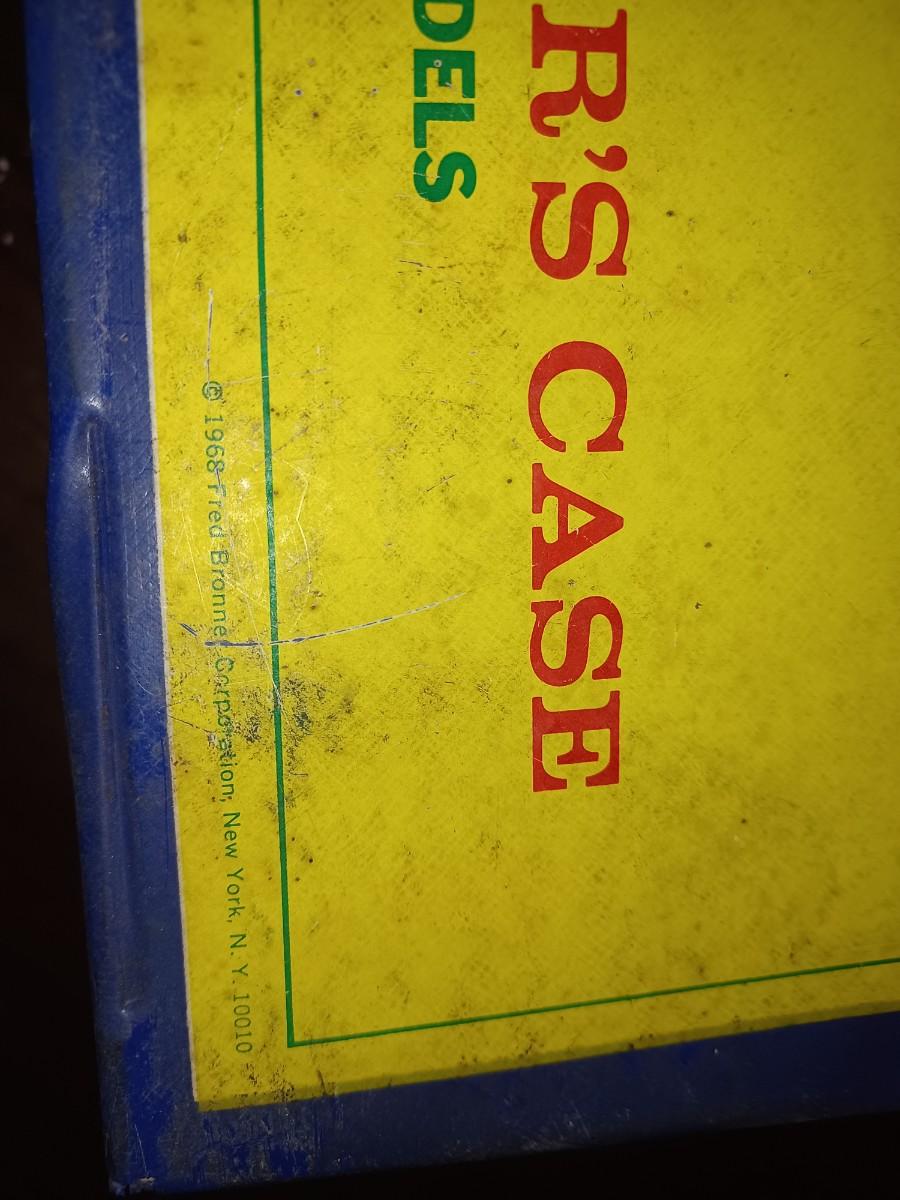 R'S CASE
DELS
© 1968 Fred Bronner Corporation, New York, N.Y. 10010